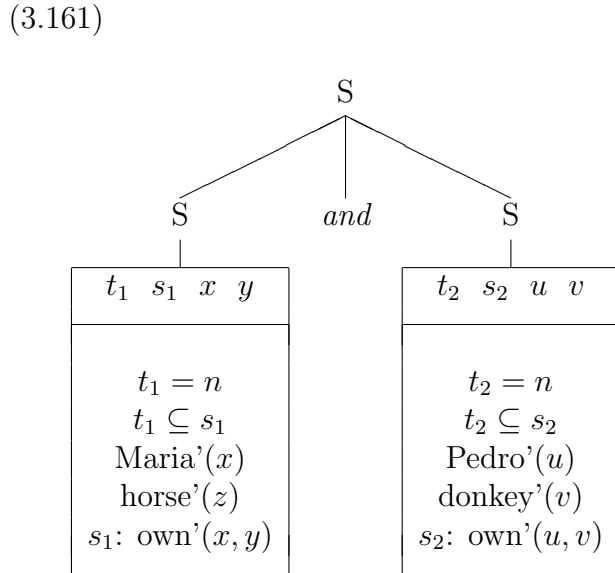 (3.161)
S
S and S
t₁ s₁ x y
t₁ = n
t₁ ⊆ s₁
Maria’(x)
horse’(z)
s₁: own’(x, y)
t₂ s₂ u v
t₂ = n
t₂ ⊆ s₂
Pedro’(u)
donkey’(v)
s₂: own’(u, v)